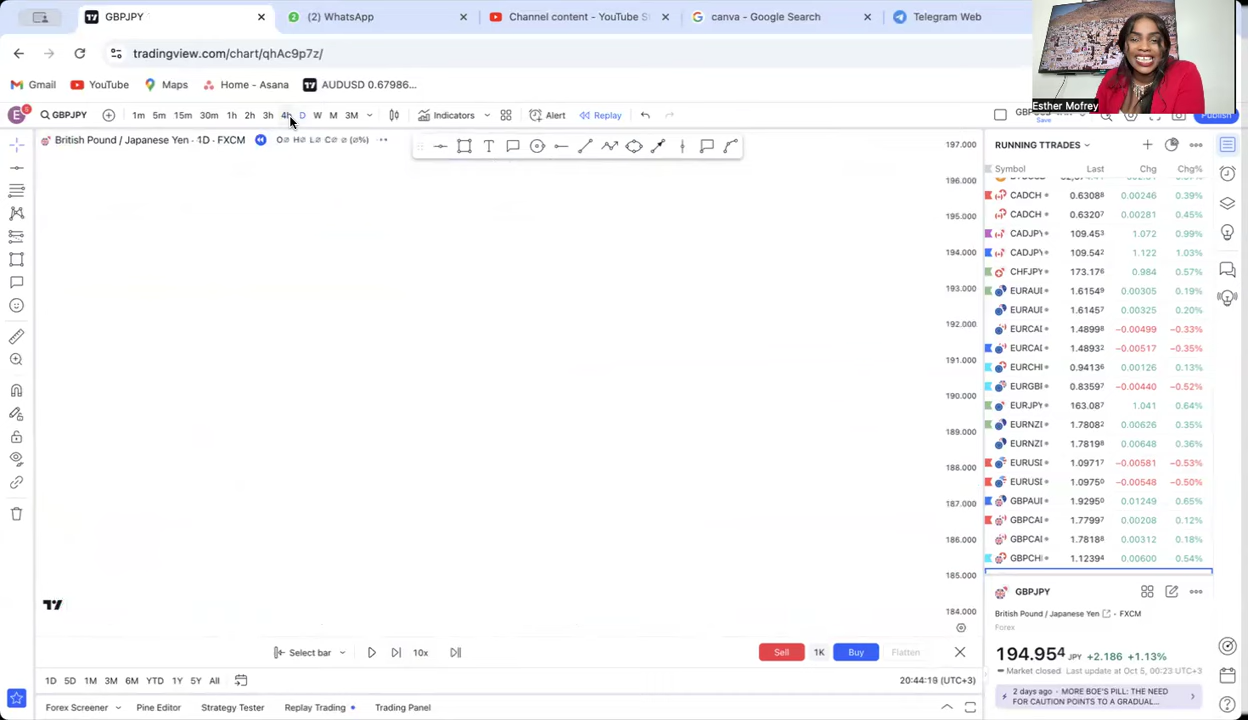 GBPJPY
(2) WhatsApp
Channel content - YouTube S
canva - Google Search
Telegram Web
tradingview.com/chart/qhAc9p7z/
Gmail
YouTube
Maps
Home - Asana
AUDUSD 0.67986...
Esther Mofrey
E
GBPJPY
1m 5m 15m 30m 1h 2h 3h 4h D W M 3M
Indicators
Alert
Replay
Save
Publish
British Pound / Japanese Yen · 1D · FXCM
O∅ H∅ L∅ C∅ ∅ (∅%)
197.000
196.000
195.000
194.000
193.000
192.000
191.000
190.000
189.000
188.000
187.000
186.000
185.000
184.000
RUNNING TTRADES
Symbol Last Chg Chg%
CADCH 0.63088 0.00246 0.39%
CADCH 0.63207 0.00281 0.45%
CADJPY 109.453 1.072 0.99%
CADJPY 109.542 1.122 1.03%
CHFJPY 173.176 0.984 0.57%
EURAUI 1.61549 0.00305 0.19%
EURAUI 1.61457 0.00325 0.20%
EURCAI 1.48998 −0.00499 −0.33%
EURCAI 1.48932 −0.00517 −0.35%
EURCHI 0.94136 0.00126 0.13%
EURGBI 0.83597 −0.00440 −0.52%
EURJPY 163.087 1.041 0.64%
EURNZI 1.78082 0.00626 0.35%
EURNZI 1.78198 0.00648 0.36%
EURUSI 1.09717 −0.00581 −0.53%
EURUSI 1.09750 −0.00548 −0.50%
GBPAUI 1.92950 0.01249 0.65%
GBPCAI 1.77997 0.00208 0.12%
GBPCAI 1.78188 0.00312 0.18%
GBPCHI 1.12394 0.00600 0.54%
GBPJPY
British Pound / Japanese Yen · FXCM
Forex
194.954 JPY +2.186 +1.13%
Market closed Last update at Oct 5, 00:23 UTC+3
2 days ago · MORE BOE'S PILL: THE NEED
FOR CAUTION POINTS TO A GRADUAL...
Select bar
10x
Sell
1K
Buy
Flatten
1D 5D 1M 3M 6M YTD 1Y 5Y All
20:44:19 (UTC+3)
Forex Screener
Pine Editor
Strategy Tester
Replay Trading
Trading Panel